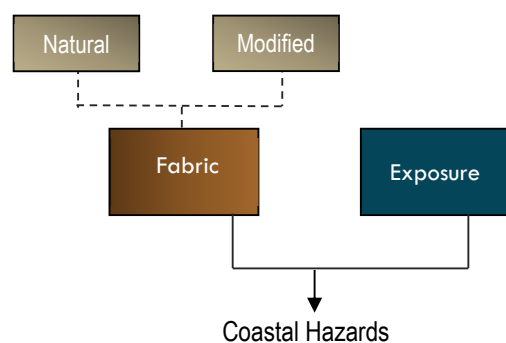 Natural
Modified
Fabric
Exposure
Coastal Hazards